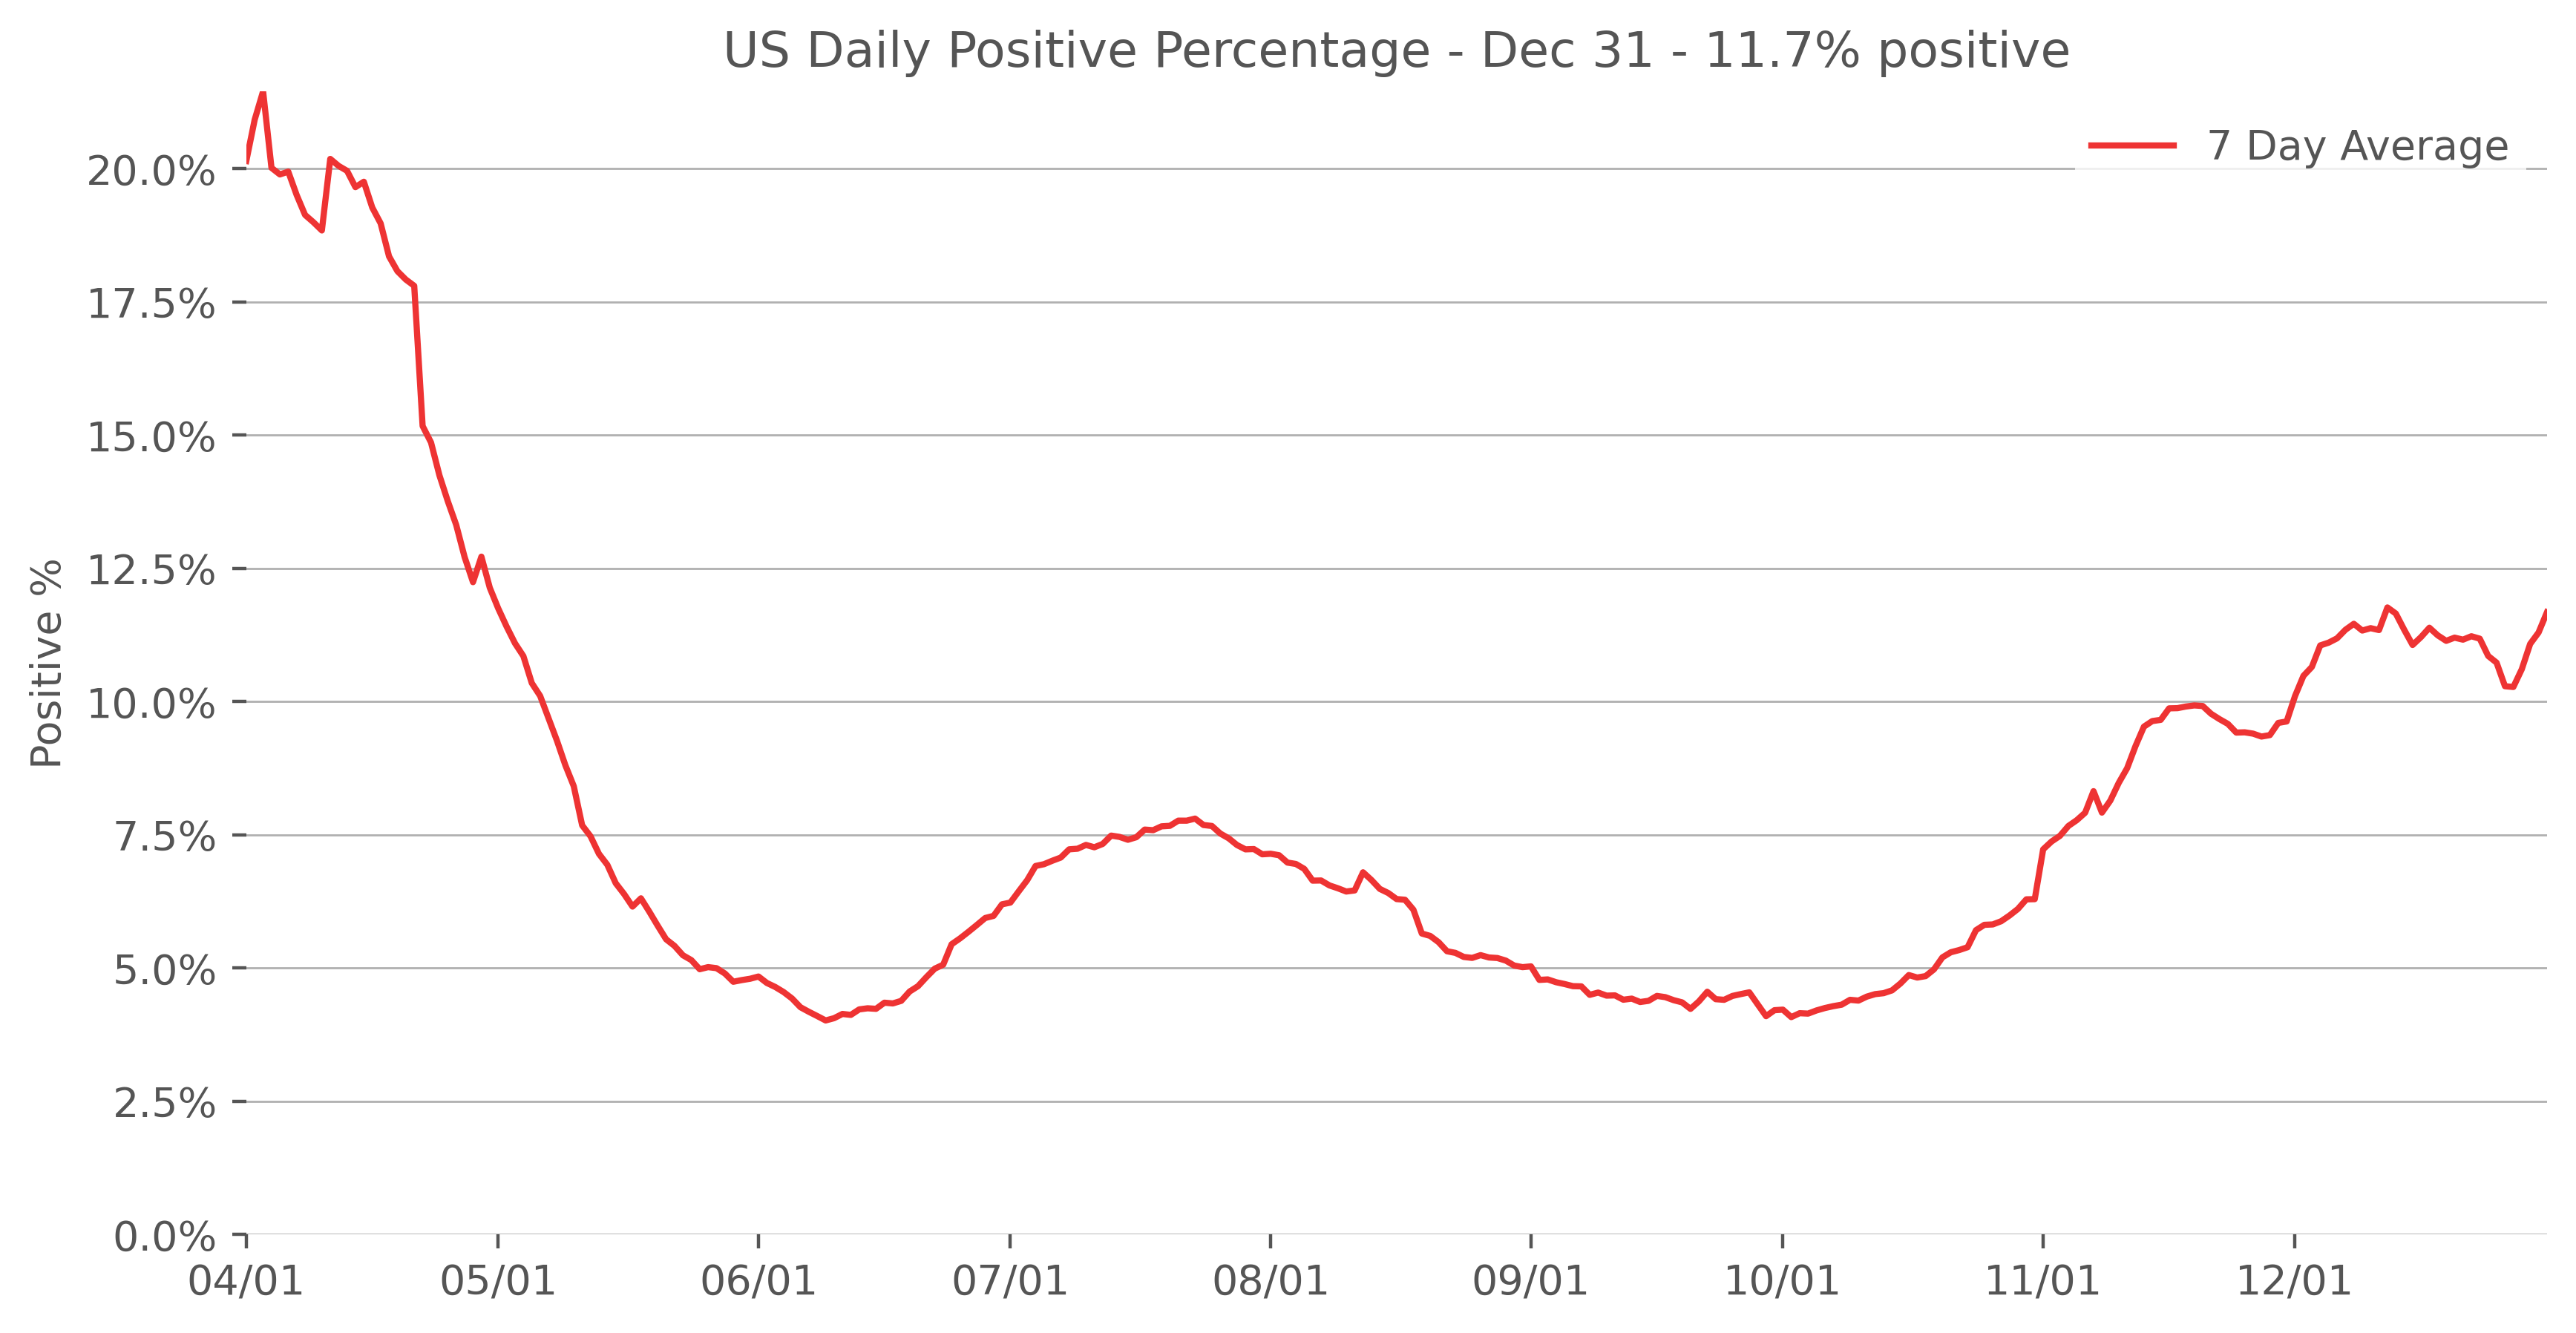 US Daily Positive Percentage - Dec 31 - 11.7% positive
7 Day Average
20.0%
17.5%
15.0%
12.5%
10.0%
7.5%
5.0%
2.5%
0.0%
Positive %
04/01 05/01 06/01 07/01 08/01 09/01 10/01 11/01 12/01